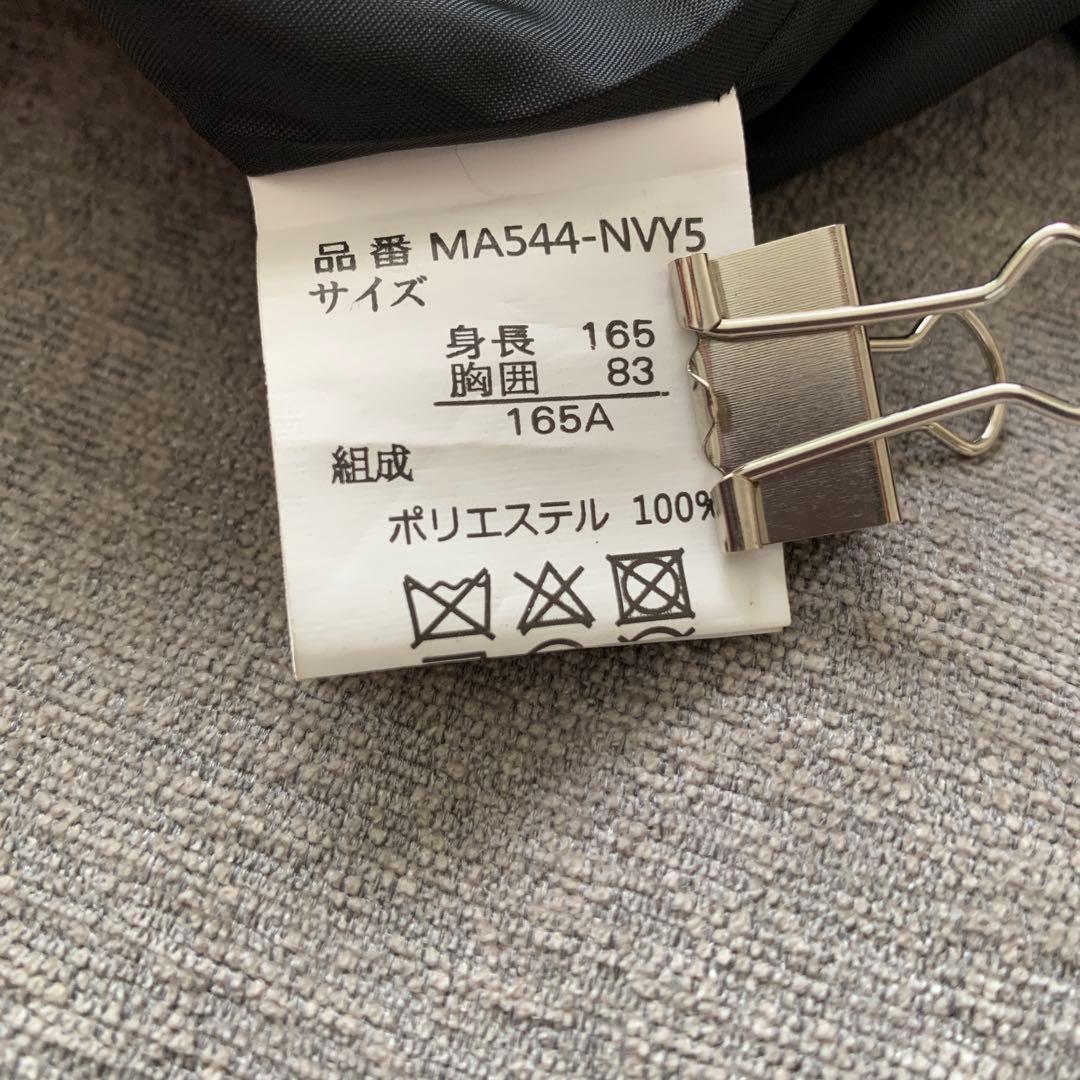 品番 MA544-NVY5
サイズ
身長 165
胸囲 83
165A
組成
ポリエステル 100%